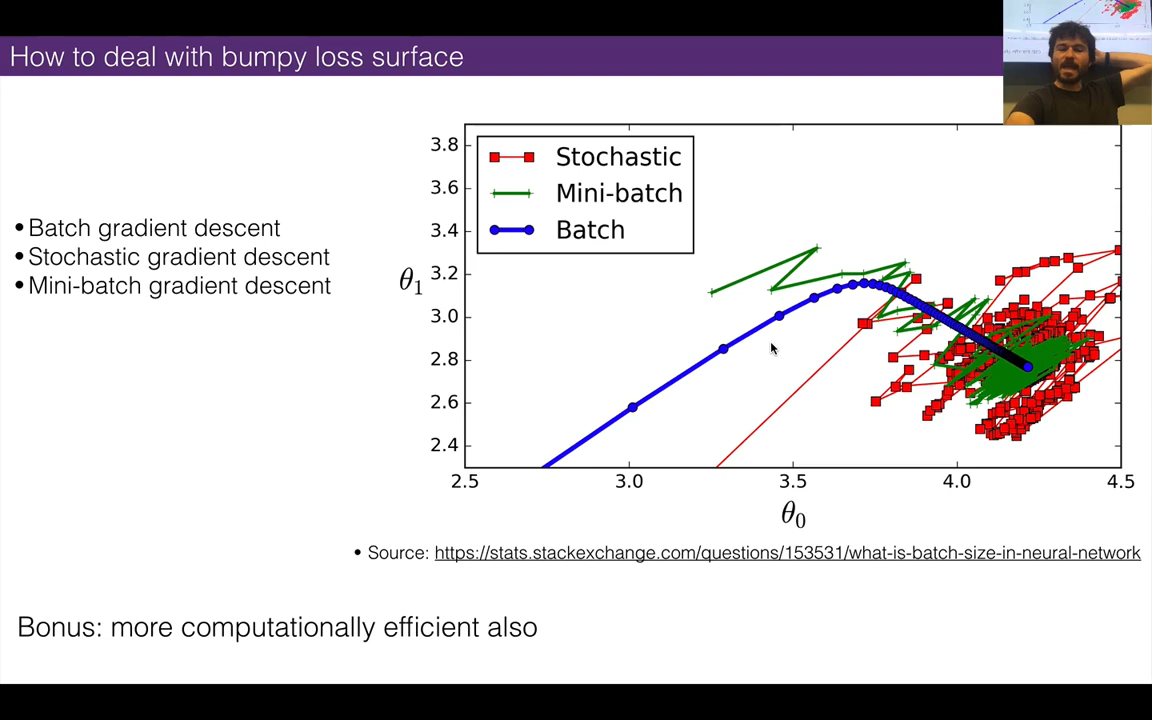 How to deal with bumpy loss surface
• Batch gradient descent
• Stochastic gradient descent
• Mini-batch gradient descent
Stochastic
Mini-batch
Batch
3.8
3.6
3.4
3.2
3.0
2.8
2.6
2.4
θ1
2.5 3.0 3.5 4.0 4.5
θ0
• Source: https://stats.stackexchange.com/questions/153531/what-is-batch-size-in-neural-network
Bonus: more computationally efficient also